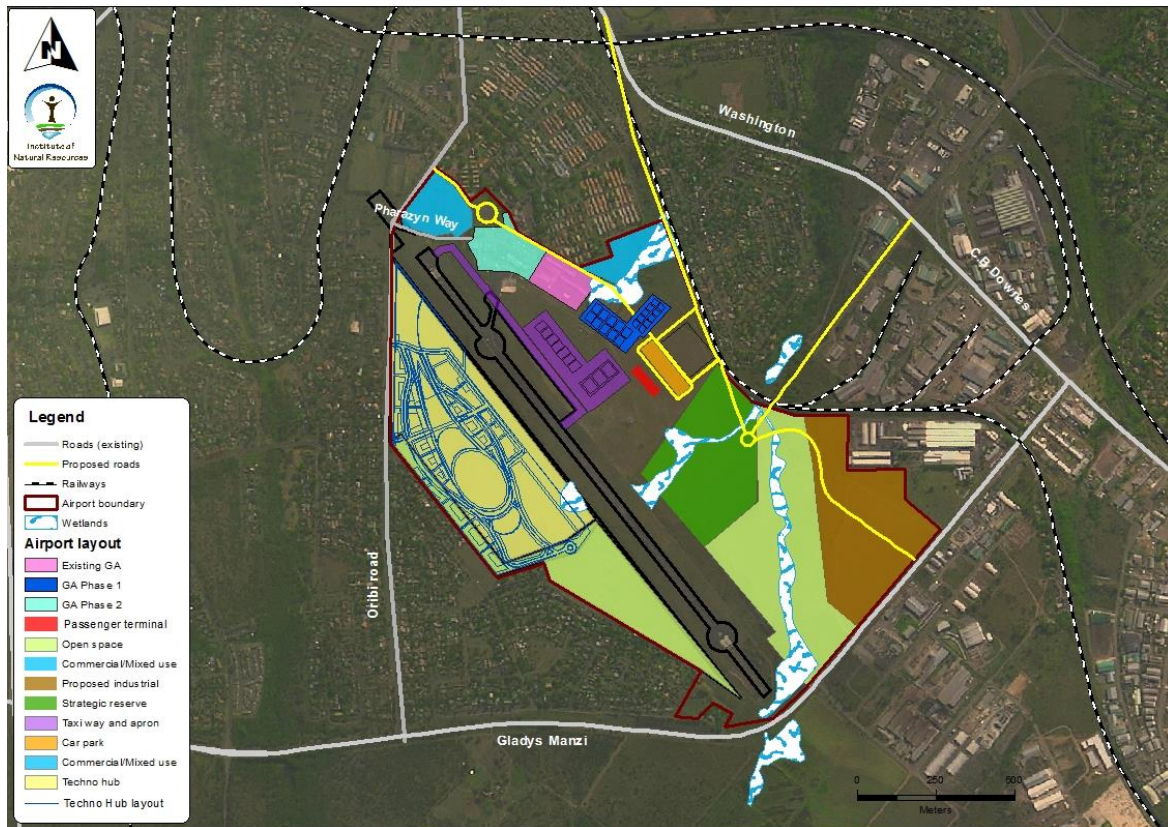 N
Institute of
Natural Resources
Washington
Pharazyn Way
C.B Downes
Oribi road
Gladys Manzi
Legend
Roads (existing)
Proposed roads
Railways
Airport boundary
Wetlands
Airport layout
Existing GA
GA Phase 1
GA Phase 2
Passenger terminal
Open space
Commercial/Mixed use
Proposed industrial
Strategic reserve
Taxi way and apron
Car park
Commercial/Mixed use
Techno hub
Techno Hub layout
0 250 500
Meters